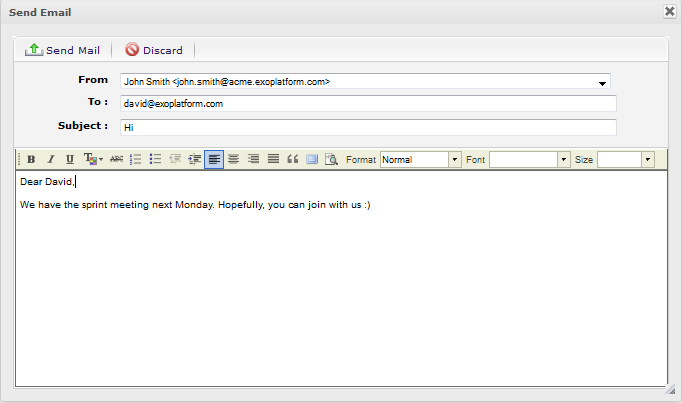 Send Email
Send Mail Discard
From John Smith <john.smith@acme.exoplatform.com>
To : david@exoplatform.com
Subject : Hi
B I U T ABC Format Normal Font Size
Dear David,
We have the sprint meeting next Monday. Hopefully, you can join with us :)